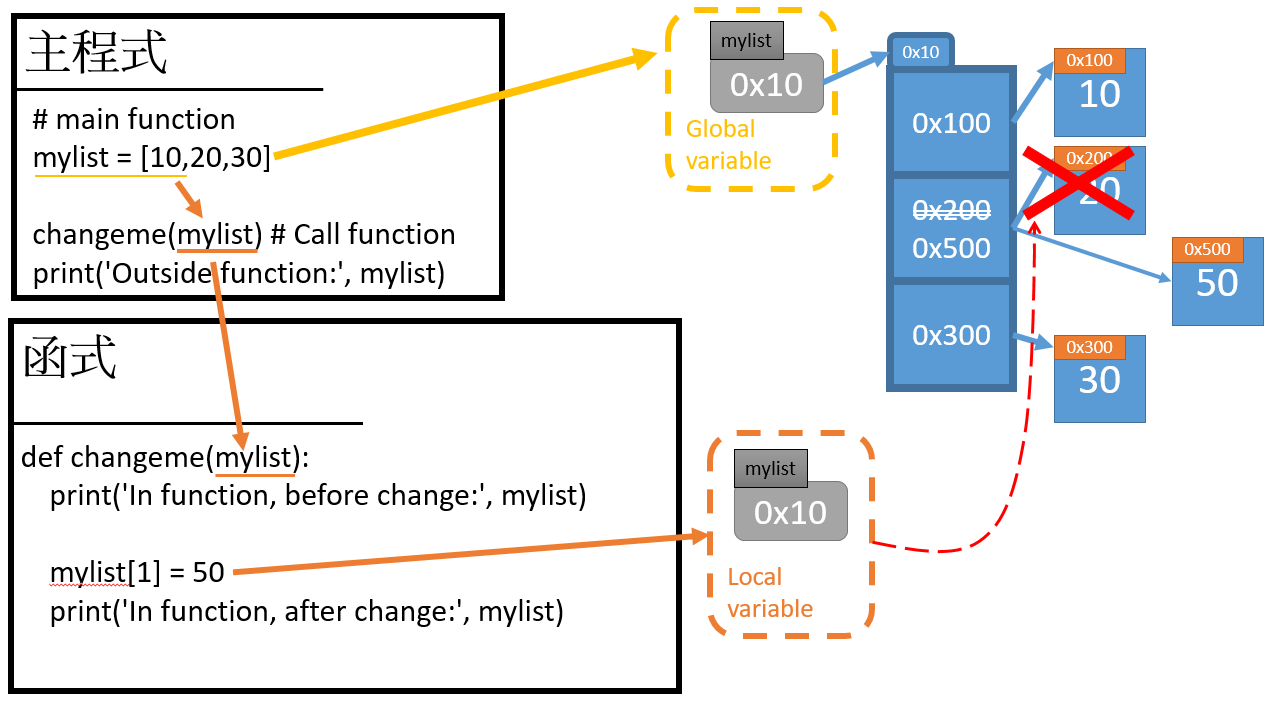 主程式
# main function
mylist = [10,20,30]
changeme(mylist) # Call function
print('Outside function:', mylist)
函式
def changeme(mylist):
print('In function, before change:', mylist)
mylist[1] = 50
print('In function, after change:', mylist)
mylist
0x10
Global
variable
0x10
0x100
0x200
0x500
0x300
0x100
10
0x200
20
0x500
50
0x300
30
mylist
0x10
Local
variable